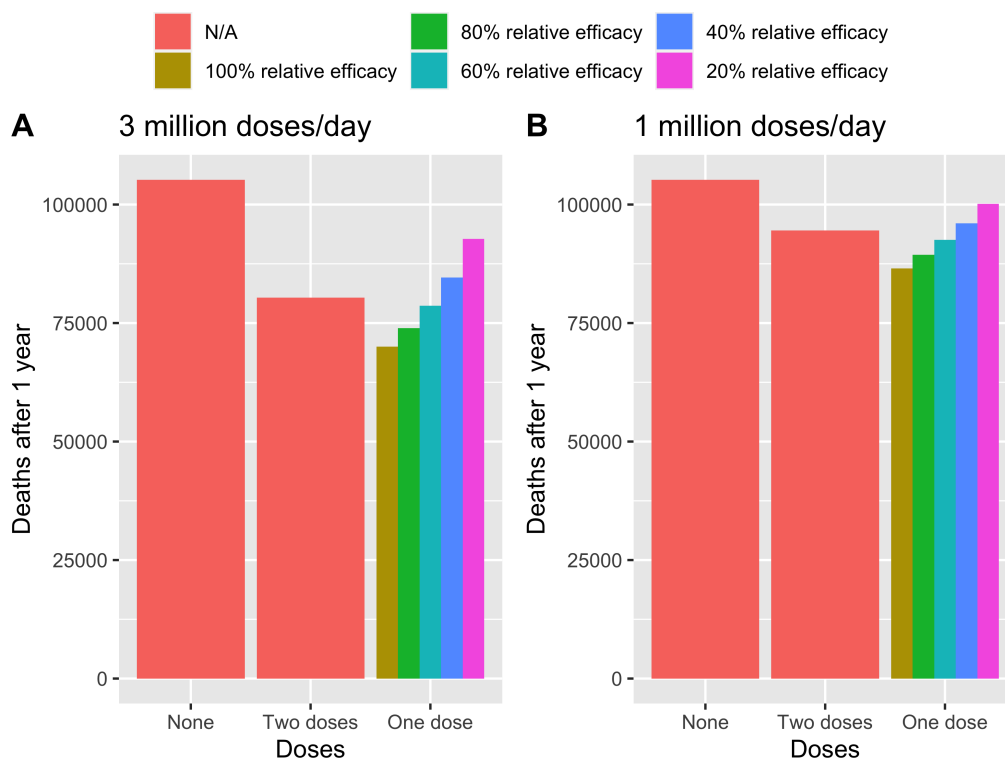 N/A
80% relative efficacy
40% relative efficacy
100% relative efficacy
60% relative efficacy
20% relative efficacy
A
3 million doses/day
B
1 million doses/day
Deaths after 1 year
100000
75000
50000
25000
0
None
Two doses
One dose
Doses
Deaths after 1 year
100000
75000
50000
25000
0
None
Two doses
One dose
Doses